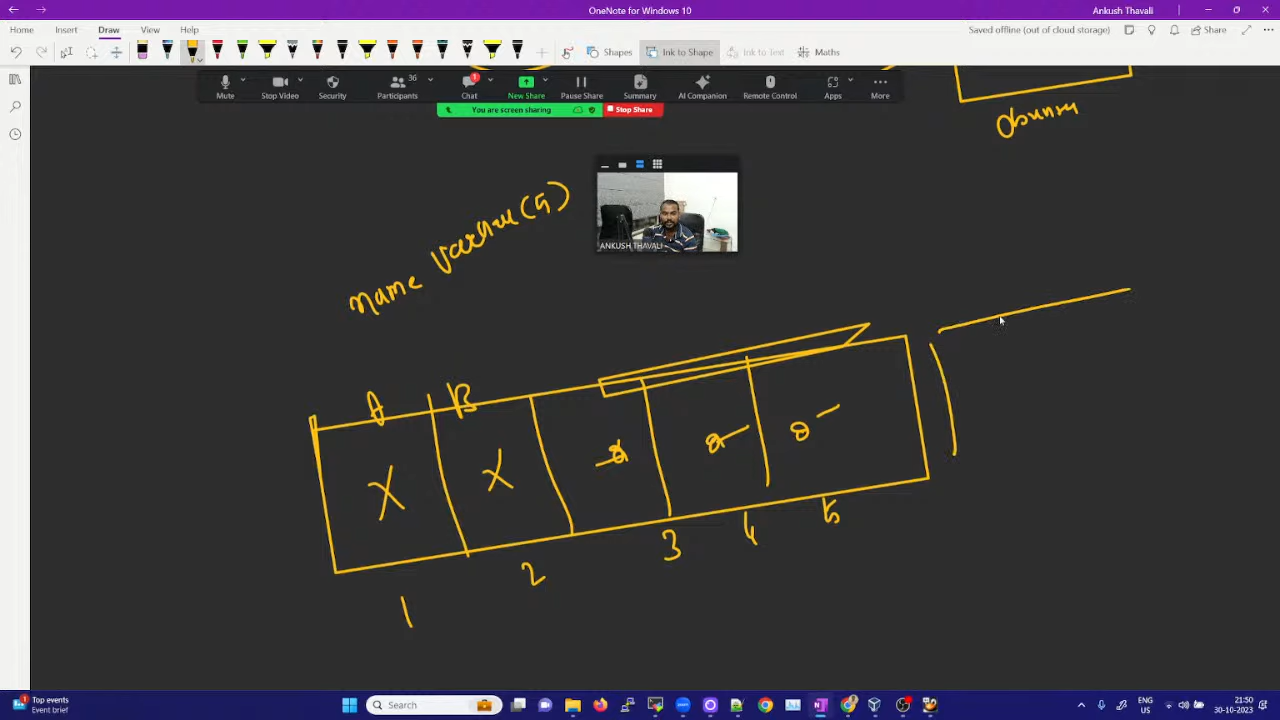 OneNote for Windows 10
Ankush Thavali
Home Insert Draw View Help
Saved offline (out of cloud storage)
Share
Shapes
Ink to Shape
Ink to Text
Maths
36
1
Mute Stop Video Security Participants Chat New Share Pause Share Summary AI Companion Remote Control Apps More
You are screen sharing
Stop Share
ANKUSH THAVALI
name varchar(5)
A B
X X
1 2 3 4 5
1
Top events
Event brief
Search
ENG
US
21:50
30-10-2023